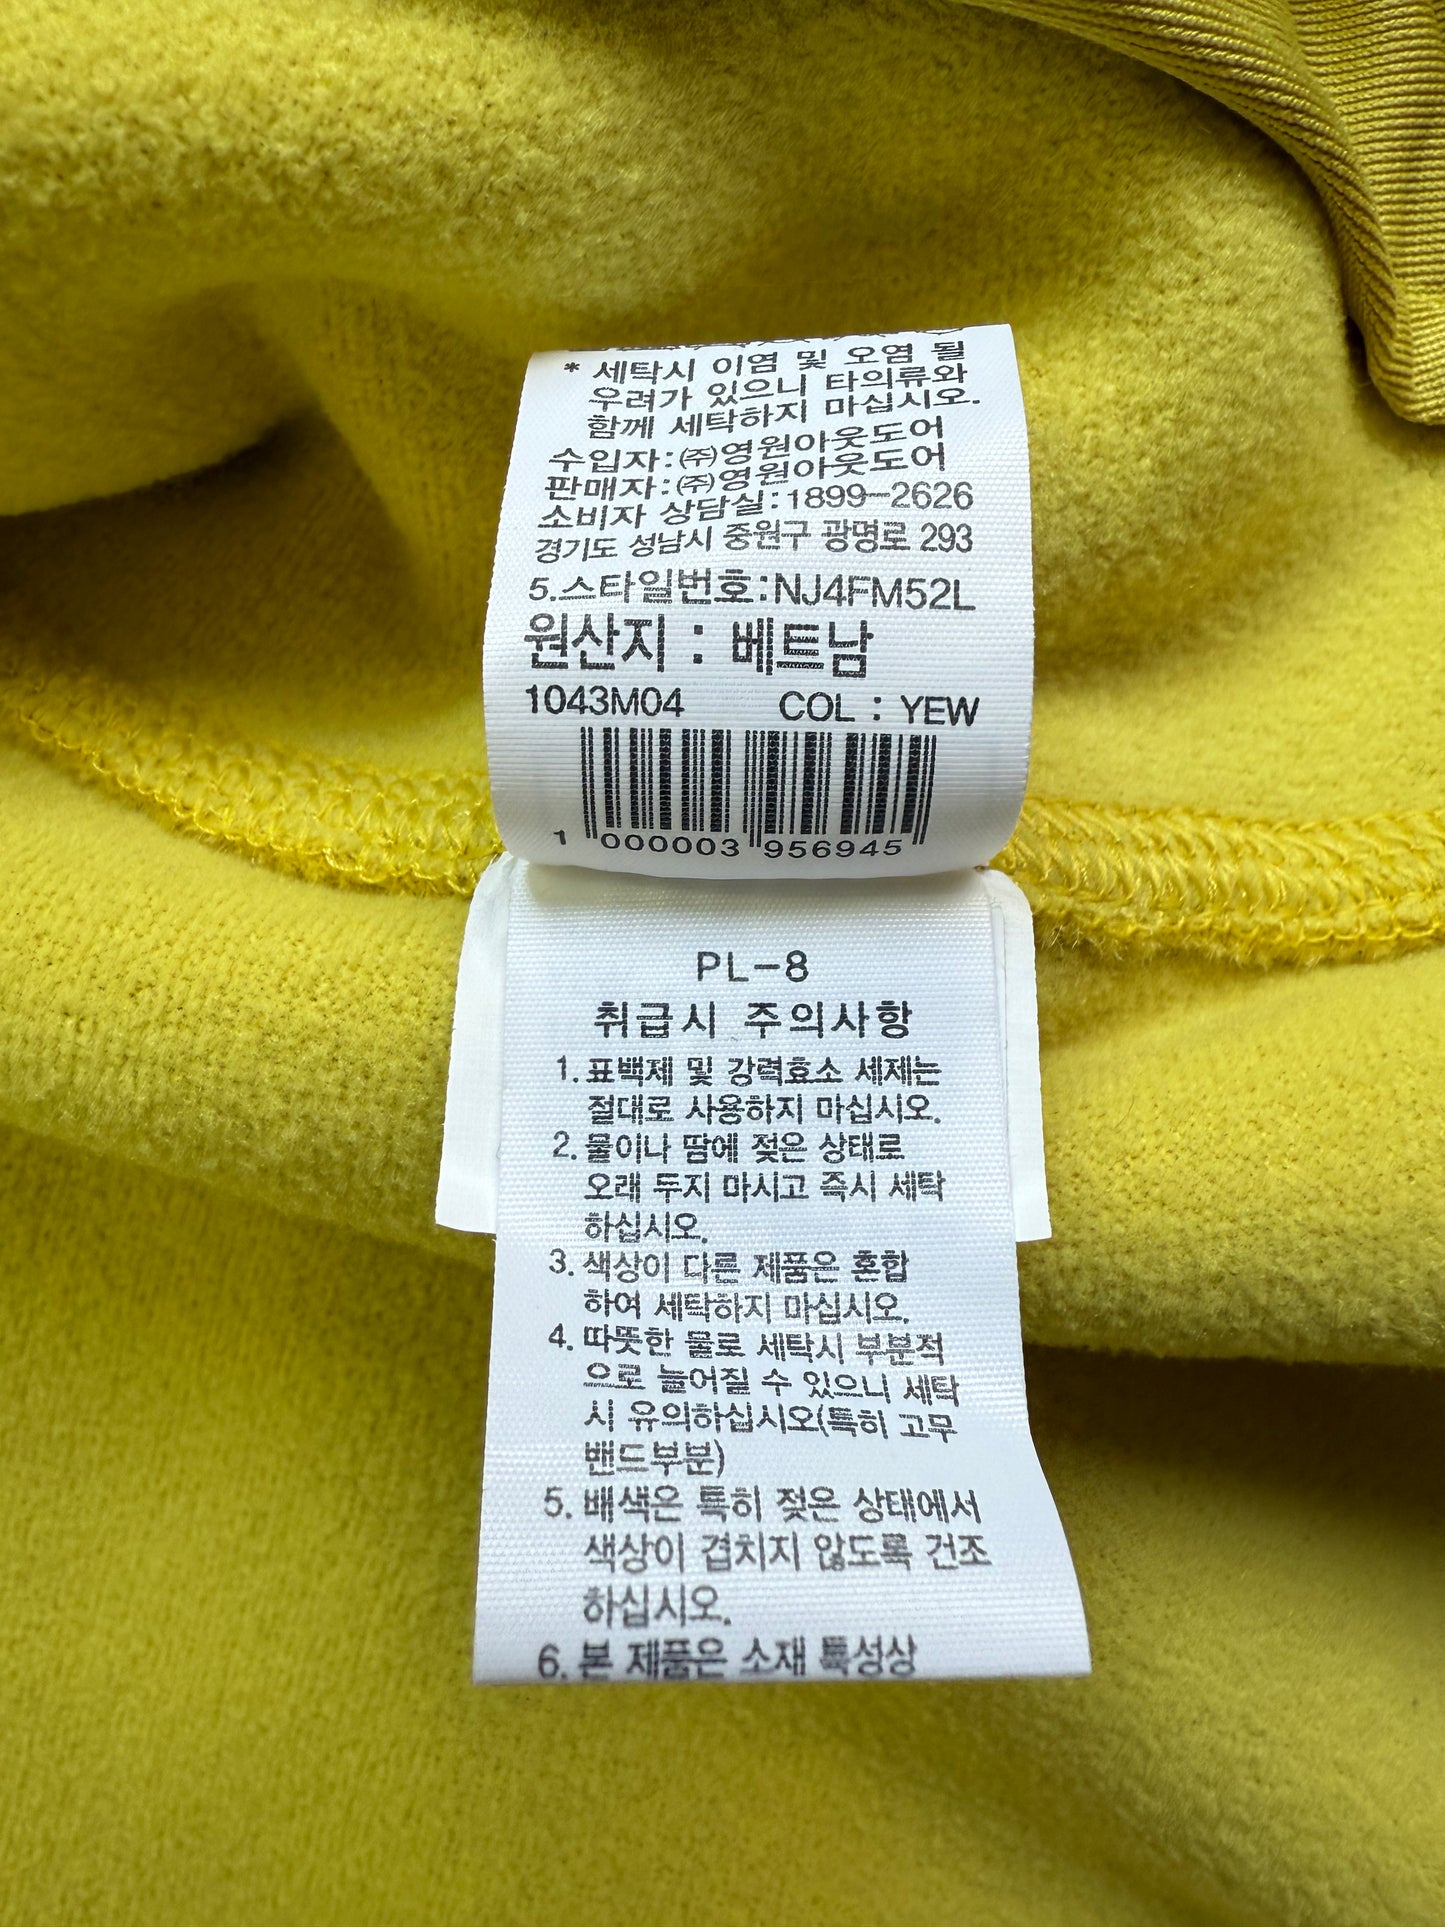 * 세탁시 이염 및 오염 될
우려가 있으니 타의류와
함께 세탁하지 마십시오.
수입자:㈜영원아웃도어
판매자:㈜영원아웃도어
소비자 상담실:1899-2626
경기도 성남시 중원구 광명로 293
5.스타일번호:NJ4FM52L
원산지 : 베트남
1043M04 COL : YEW
1 000003 956945
PL-8
취급시 주의사항
1.표백제 및 강력효소 세제는
절대로 사용하지 마십시오.
2.물이나 땀에 젖은 상태로
오래 두지 마시고 즉시 세탁
하십시오.
3.색상이 다른 제품은 혼합
하여 세탁하지 마십시오.
4.따뜻한 물로 세탁시 부분적
으로 늘어질 수 있으니 세탁
시 유의하십시오(특히 고무
밴드부분)
5.배색은 특히 젖은 상태에서
색상이 겹치지 않도록 건조
하십시오.
6.본 제품은 소재 특성상